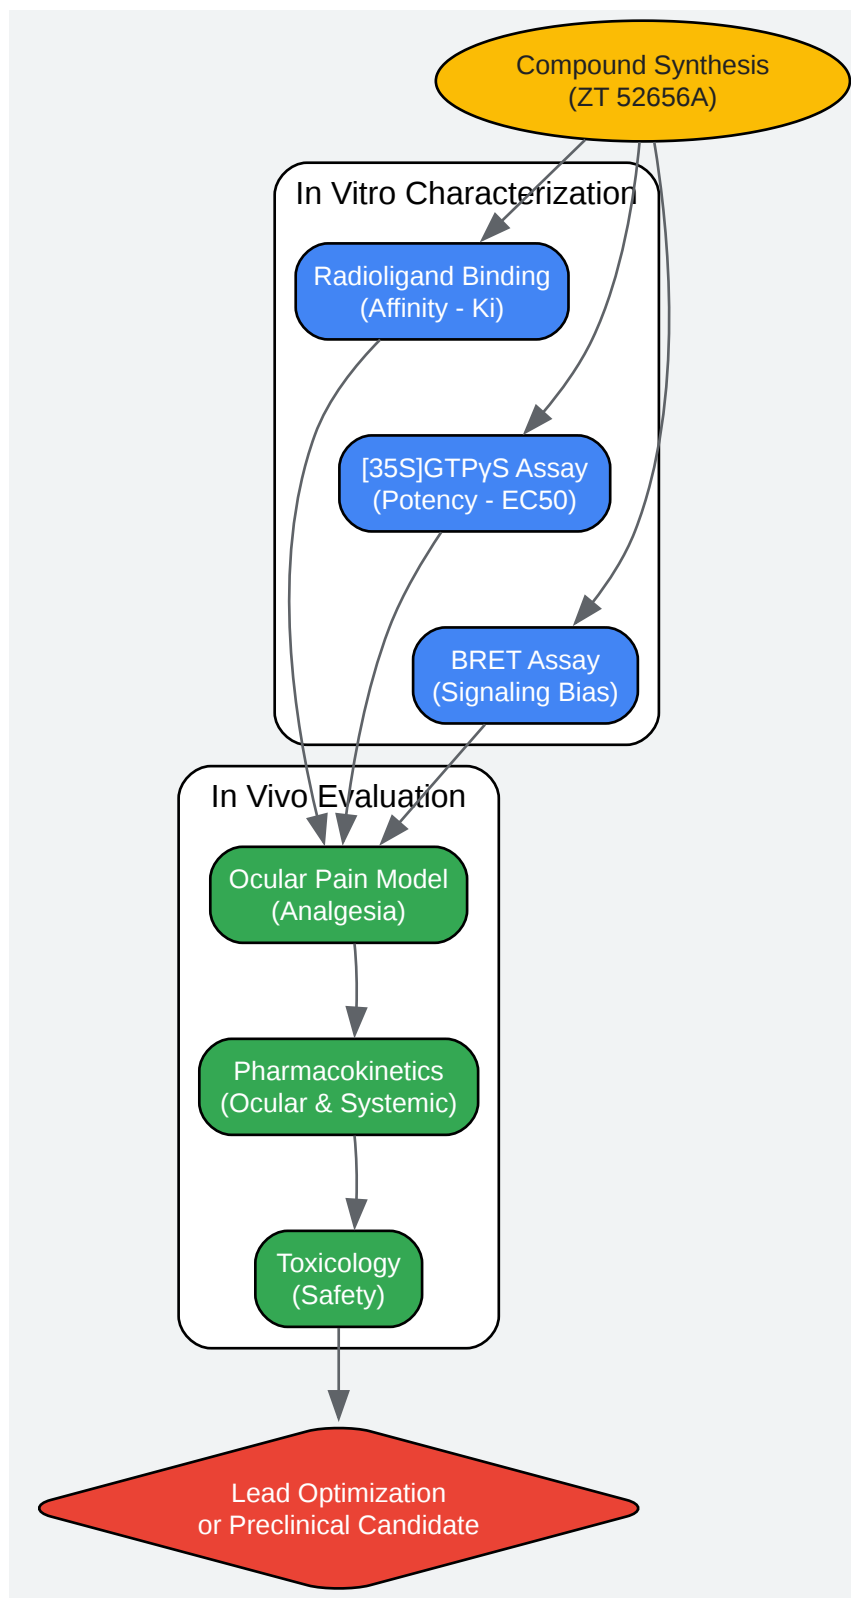 Compound Synthesis
(ZT 52656A)
In Vitro Characterization
Radioligand Binding
(Affinity - Ki)
[35S]GTPγS Assay
(Potency - EC50)
BRET Assay
(Signaling Bias)
In Vivo Evaluation
Ocular Pain Model
(Analgesia)
Pharmacokinetics
(Ocular & Systemic)
Toxicology
(Safety)
Lead Optimization
or Preclinical Candidate